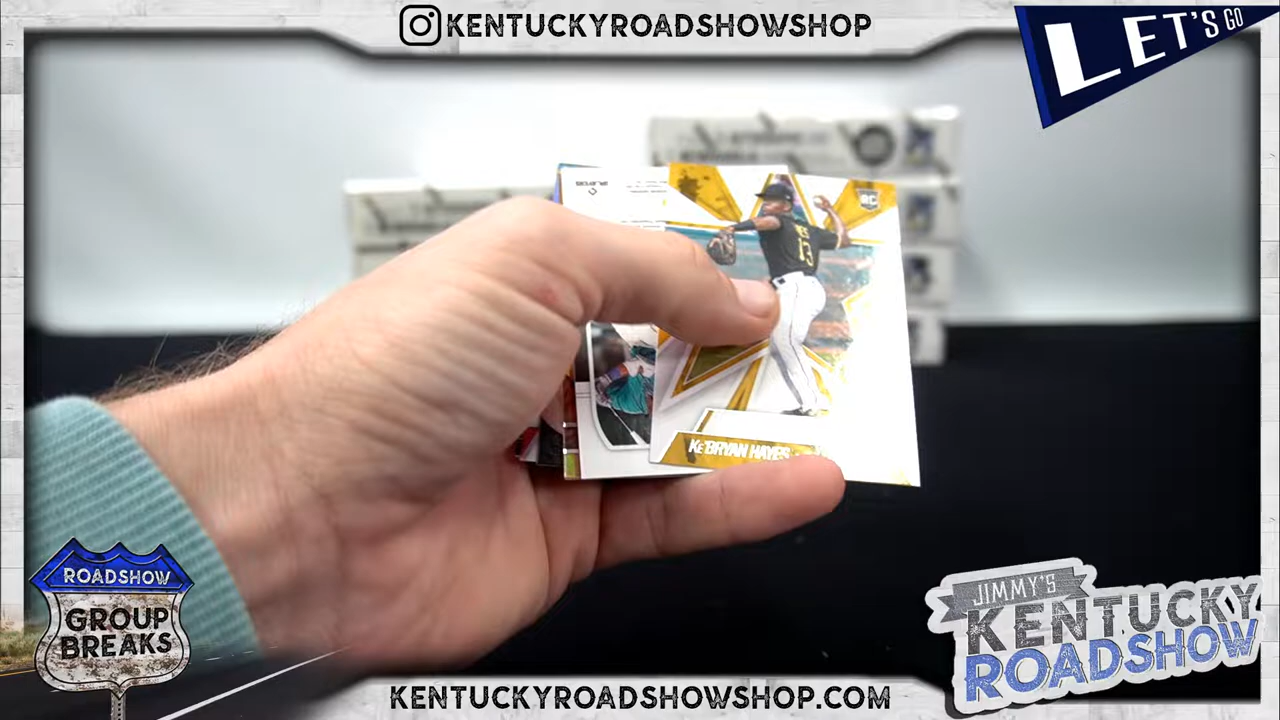 KENTUCKYROADSHOWSHOP
LET'S GO
RC
13
KE'BRYAN HAYES
ROADSHOW
GROUP
BREAKS
JIMMY'S
KENTUCKY
ROADSHOW
KENTUCKYROADSHOWSHOP.COM